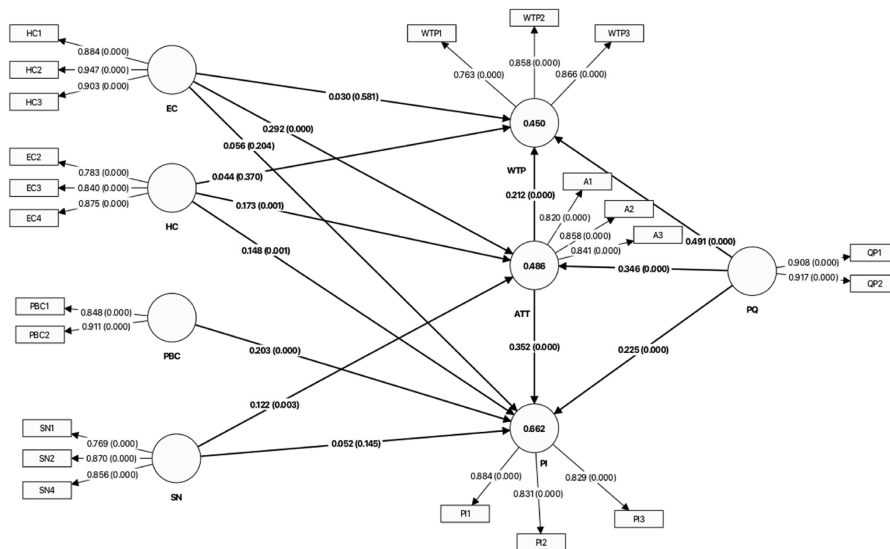 HC1
0.884 (0.000)
HC2
0.947 (0.000)
HC3
0.903 (0.000)
EC
EC2
0.783 (0.000)
EC3
0.840 (0.000)
EC4
0.875 (0.000)
HC
PBC1
0.848 (0.000)
PBC2
0.911 (0.000)
PBC
SN1
0.769 (0.000)
SN2
0.870 (0.000)
SN4
0.856 (0.000)
SN
0.030 (0.581)
0.292 (0.000)
0.056 (0.204)
0.044 (0.370)
0.173 (0.001)
0.148 (0.001)
0.203 (0.000)
0.122 (0.003)
0.052 (0.145)
WTP1
WTP2
WTP3
0.763 (0.000)
0.858 (0.000)
0.866 (0.000)
0.450
WTP
0.212 (0.000)
A1
0.820 (0.000)
A2
0.858 (0.000)
A3
0.841 (0.000)
0.486
ATT
0.352 (0.000)
0.491 (0.000)
0.346 (0.000)
0.225 (0.000)
0.662
PI
0.884 (0.000)
0.831 (0.000)
0.829 (0.000)
PI1
PI2
PI3
PQ
0.908 (0.000)
QP1
0.917 (0.000)
QP2